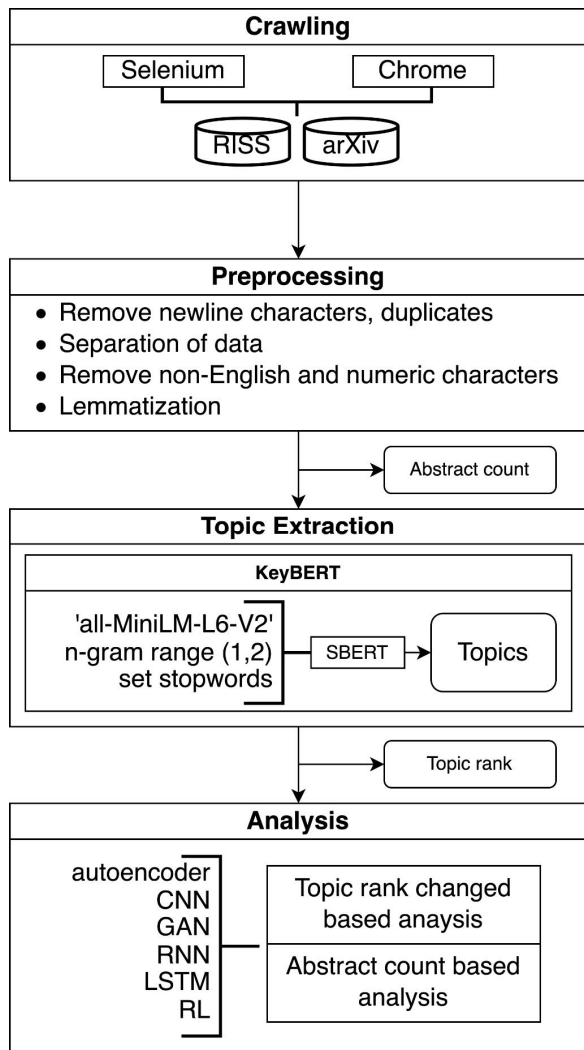 Crawling
Selenium
Chrome
RISS
arXiv
Preprocessing
• Remove newline characters, duplicates
• Separation of data
• Remove non-English and numeric characters
• Lemmatization
Abstract count
Topic Extraction
KeyBERT
'all-MiniLM-L6-V2'
n-gram range (1,2)
set stopwords
SBERT
Topics
Topic rank
Analysis
autoencoder
CNN
GAN
RNN
LSTM
RL
Topic rank changed
based anaysis
Abstract count based
analysis